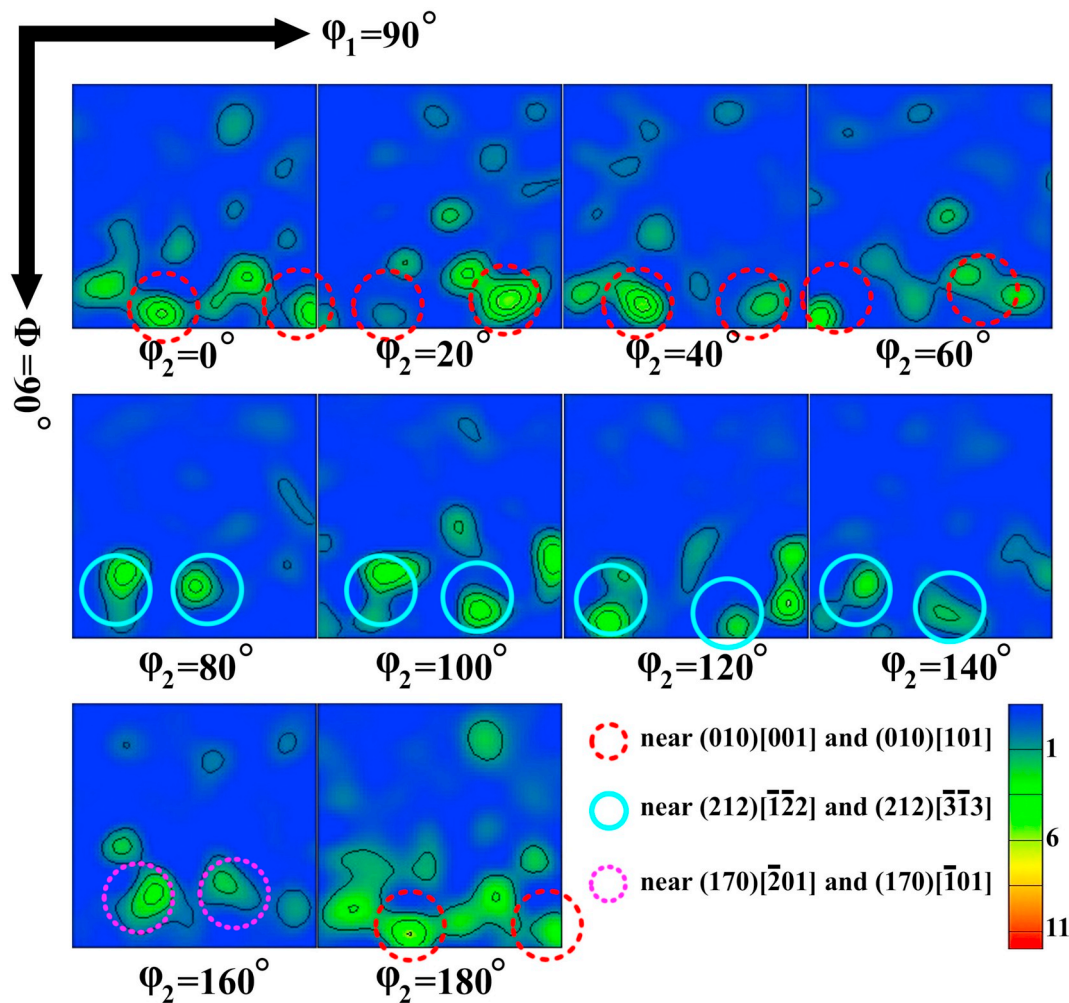 φ₁=90°
Φ=90°
φ₂=0° φ₂=20° φ₂=40° φ₂=60°
φ₂=80° φ₂=100° φ₂=120° φ₂=140°
near (010)[001] and (010)[101]
1
near (212)[1̅2̅2] and (212)[3̅1̅3]
6
near (170)[2̅01] and (170)[1̅01]
11
φ₂=160° φ₂=180°